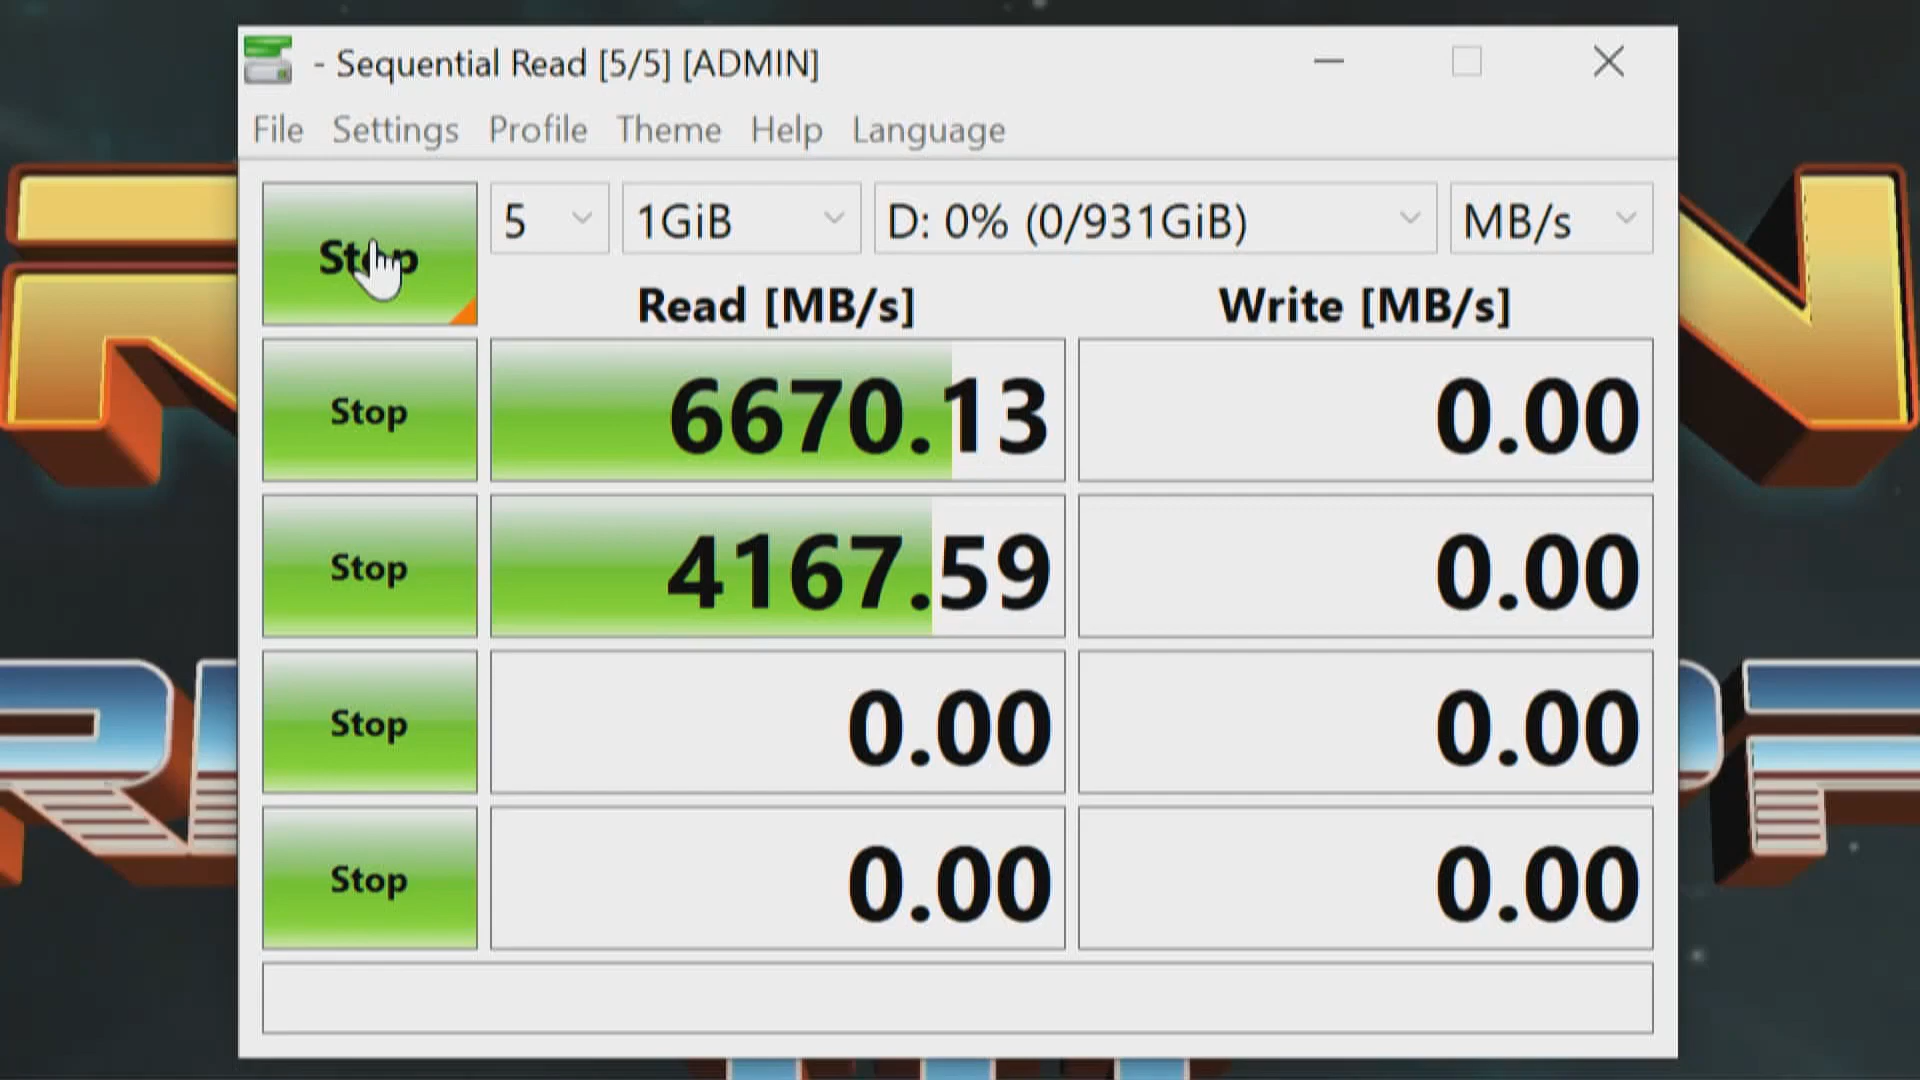 - Sequential Read [5/5] [ADMIN]
File Settings Profile Theme Help Language
Stop 5 1GiB D: 0% (0/931GiB) MB/s
Read [MB/s] Write [MB/s]
Stop 6670.13 0.00
Stop 4167.59 0.00
Stop 0.00 0.00
Stop 0.00 0.00